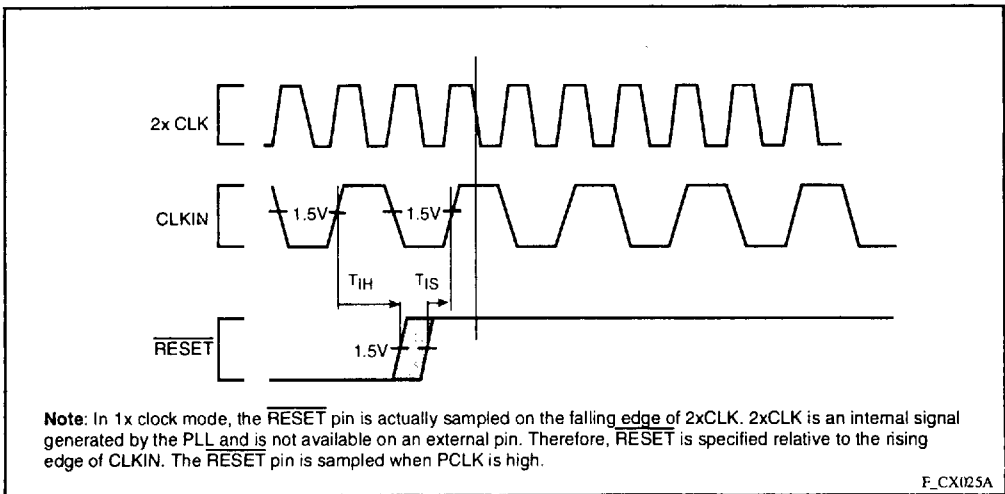 2x CLK
CLKIN
1.5V
1.5V
TIH
TIS
RESET
1.5V
Note: In 1x clock mode, the RESET pin is actually sampled on the falling edge of 2xCLK. 2xCLK is an internal signal
generated by the PLL and is not available on an external pin. Therefore, RESET is specified relative to the rising
edge of CLKIN. The RESET pin is sampled when PCLK is high.
F_CX025A